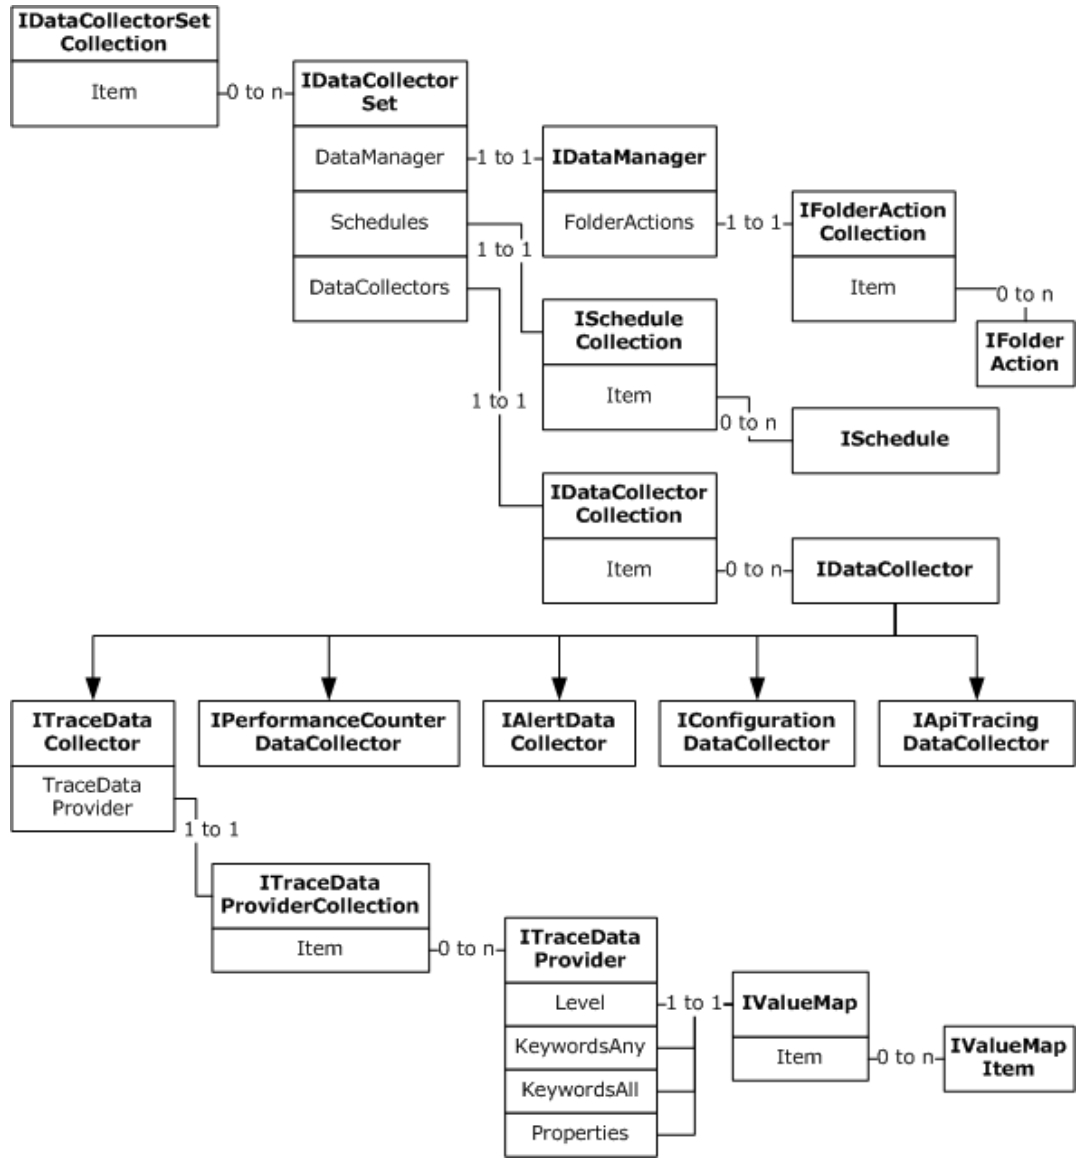 IDataCollectorSet
Collection
Item
0 to n
IDataCollector
Set
DataManager
1 to 1
IDataManager
Schedules
FolderActions
1 to 1
IFolderAction
Collection
1 to 1
DataCollectors
Item
0 to n
ISchedule
Collection
IFolder
Action
Item
1 to 1
0 to n
ISchedule
IDataCollector
Collection
Item
0 to n
IDataCollector
ITraceData
Collector
IPerformanceCounter
DataCollector
IAlertData
Collector
IConfiguration
DataCollector
IApiTracing
DataCollector
TraceData
Provider
1 to 1
ITraceData
ProviderCollection
Item
0 to n
ITraceData
Provider
Level
1 to 1
IValueMap
KeywordsAny
Item
0 to n
IValueMap
Item
KeywordsAll
Properties